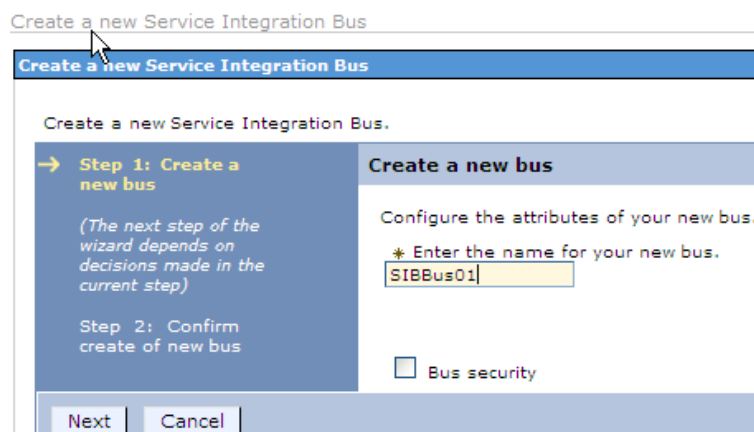 Create a new Service Integration Bus
Create a new Service Integration Bus
Create a new Service Integration Bus.
Step 1: Create a
new bus
(The next step of the
wizard depends on
decisions made in the
current step)
Step 2: Confirm
create of new bus
Create a new bus
Configure the attributes of your new bus.
* Enter the name for your new bus.
SIBBus01
Bus security
Next
Cancel